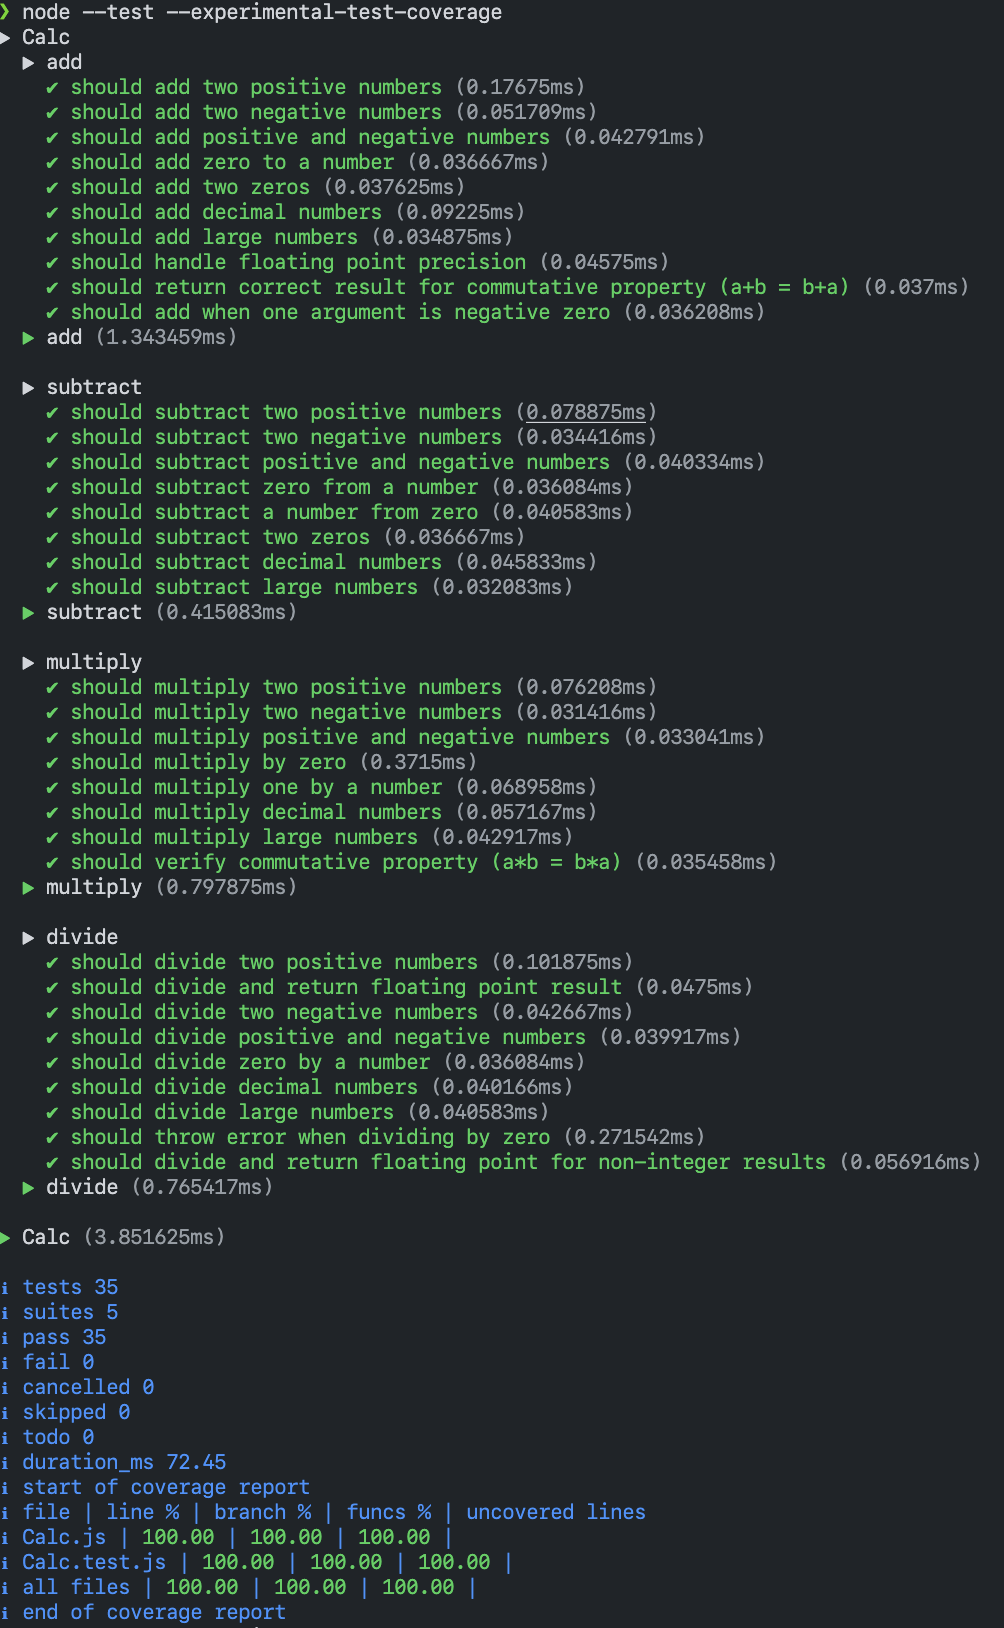 ❯ node --test --experimental-test-coverage
▶ Calc
▶ add
✔ should add two positive numbers (0.17675ms)
✔ should add two negative numbers (0.051709ms)
✔ should add positive and negative numbers (0.042791ms)
✔ should add zero to a number (0.036667ms)
✔ should add two zeros (0.037625ms)
✔ should add decimal numbers (0.09225ms)
✔ should add large numbers (0.034875ms)
✔ should handle floating point precision (0.04575ms)
✔ should return correct result for commutative property (a+b = b+a) (0.037ms)
✔ should add when one argument is negative zero (0.036208ms)
▶ add (1.343459ms)
▶ subtract
✔ should subtract two positive numbers (0.078875ms)
✔ should subtract two negative numbers (0.034416ms)
✔ should subtract positive and negative numbers (0.040334ms)
✔ should subtract zero from a number (0.036084ms)
✔ should subtract a number from zero (0.040583ms)
✔ should subtract two zeros (0.036667ms)
✔ should subtract decimal numbers (0.045833ms)
✔ should subtract large numbers (0.032083ms)
▶ subtract (0.415083ms)
▶ multiply
✔ should multiply two positive numbers (0.076208ms)
✔ should multiply two negative numbers (0.031416ms)
✔ should multiply positive and negative numbers (0.033041ms)
✔ should multiply by zero (0.3715ms)
✔ should multiply one by a number (0.068958ms)
✔ should multiply decimal numbers (0.057167ms)
✔ should multiply large numbers (0.042917ms)
✔ should verify commutative property (a*b = b*a) (0.035458ms)
▶ multiply (0.797875ms)
▶ divide
✔ should divide two positive numbers (0.101875ms)
✔ should divide and return floating point result (0.0475ms)
✔ should divide two negative numbers (0.042667ms)
✔ should divide positive and negative numbers (0.039917ms)
✔ should divide zero by a number (0.036084ms)
✔ should divide decimal numbers (0.040166ms)
✔ should divide large numbers (0.040583ms)
✔ should throw error when dividing by zero (0.271542ms)
✔ should divide and return floating point for non-integer results (0.056916ms)
▶ divide (0.765417ms)
▶ Calc (3.851625ms)
ℹ tests 35
ℹ suites 5
ℹ pass 35
ℹ fail 0
ℹ cancelled 0
ℹ skipped 0
ℹ todo 0
ℹ duration_ms 72.45
ℹ start of coverage report
ℹ file | line % | branch % | funcs % | uncovered lines
ℹ Calc.js | 100.00 | 100.00 | 100.00 |
ℹ Calc.test.js | 100.00 | 100.00 | 100.00 |
ℹ all files | 100.00 | 100.00 | 100.00 |
ℹ end of coverage report